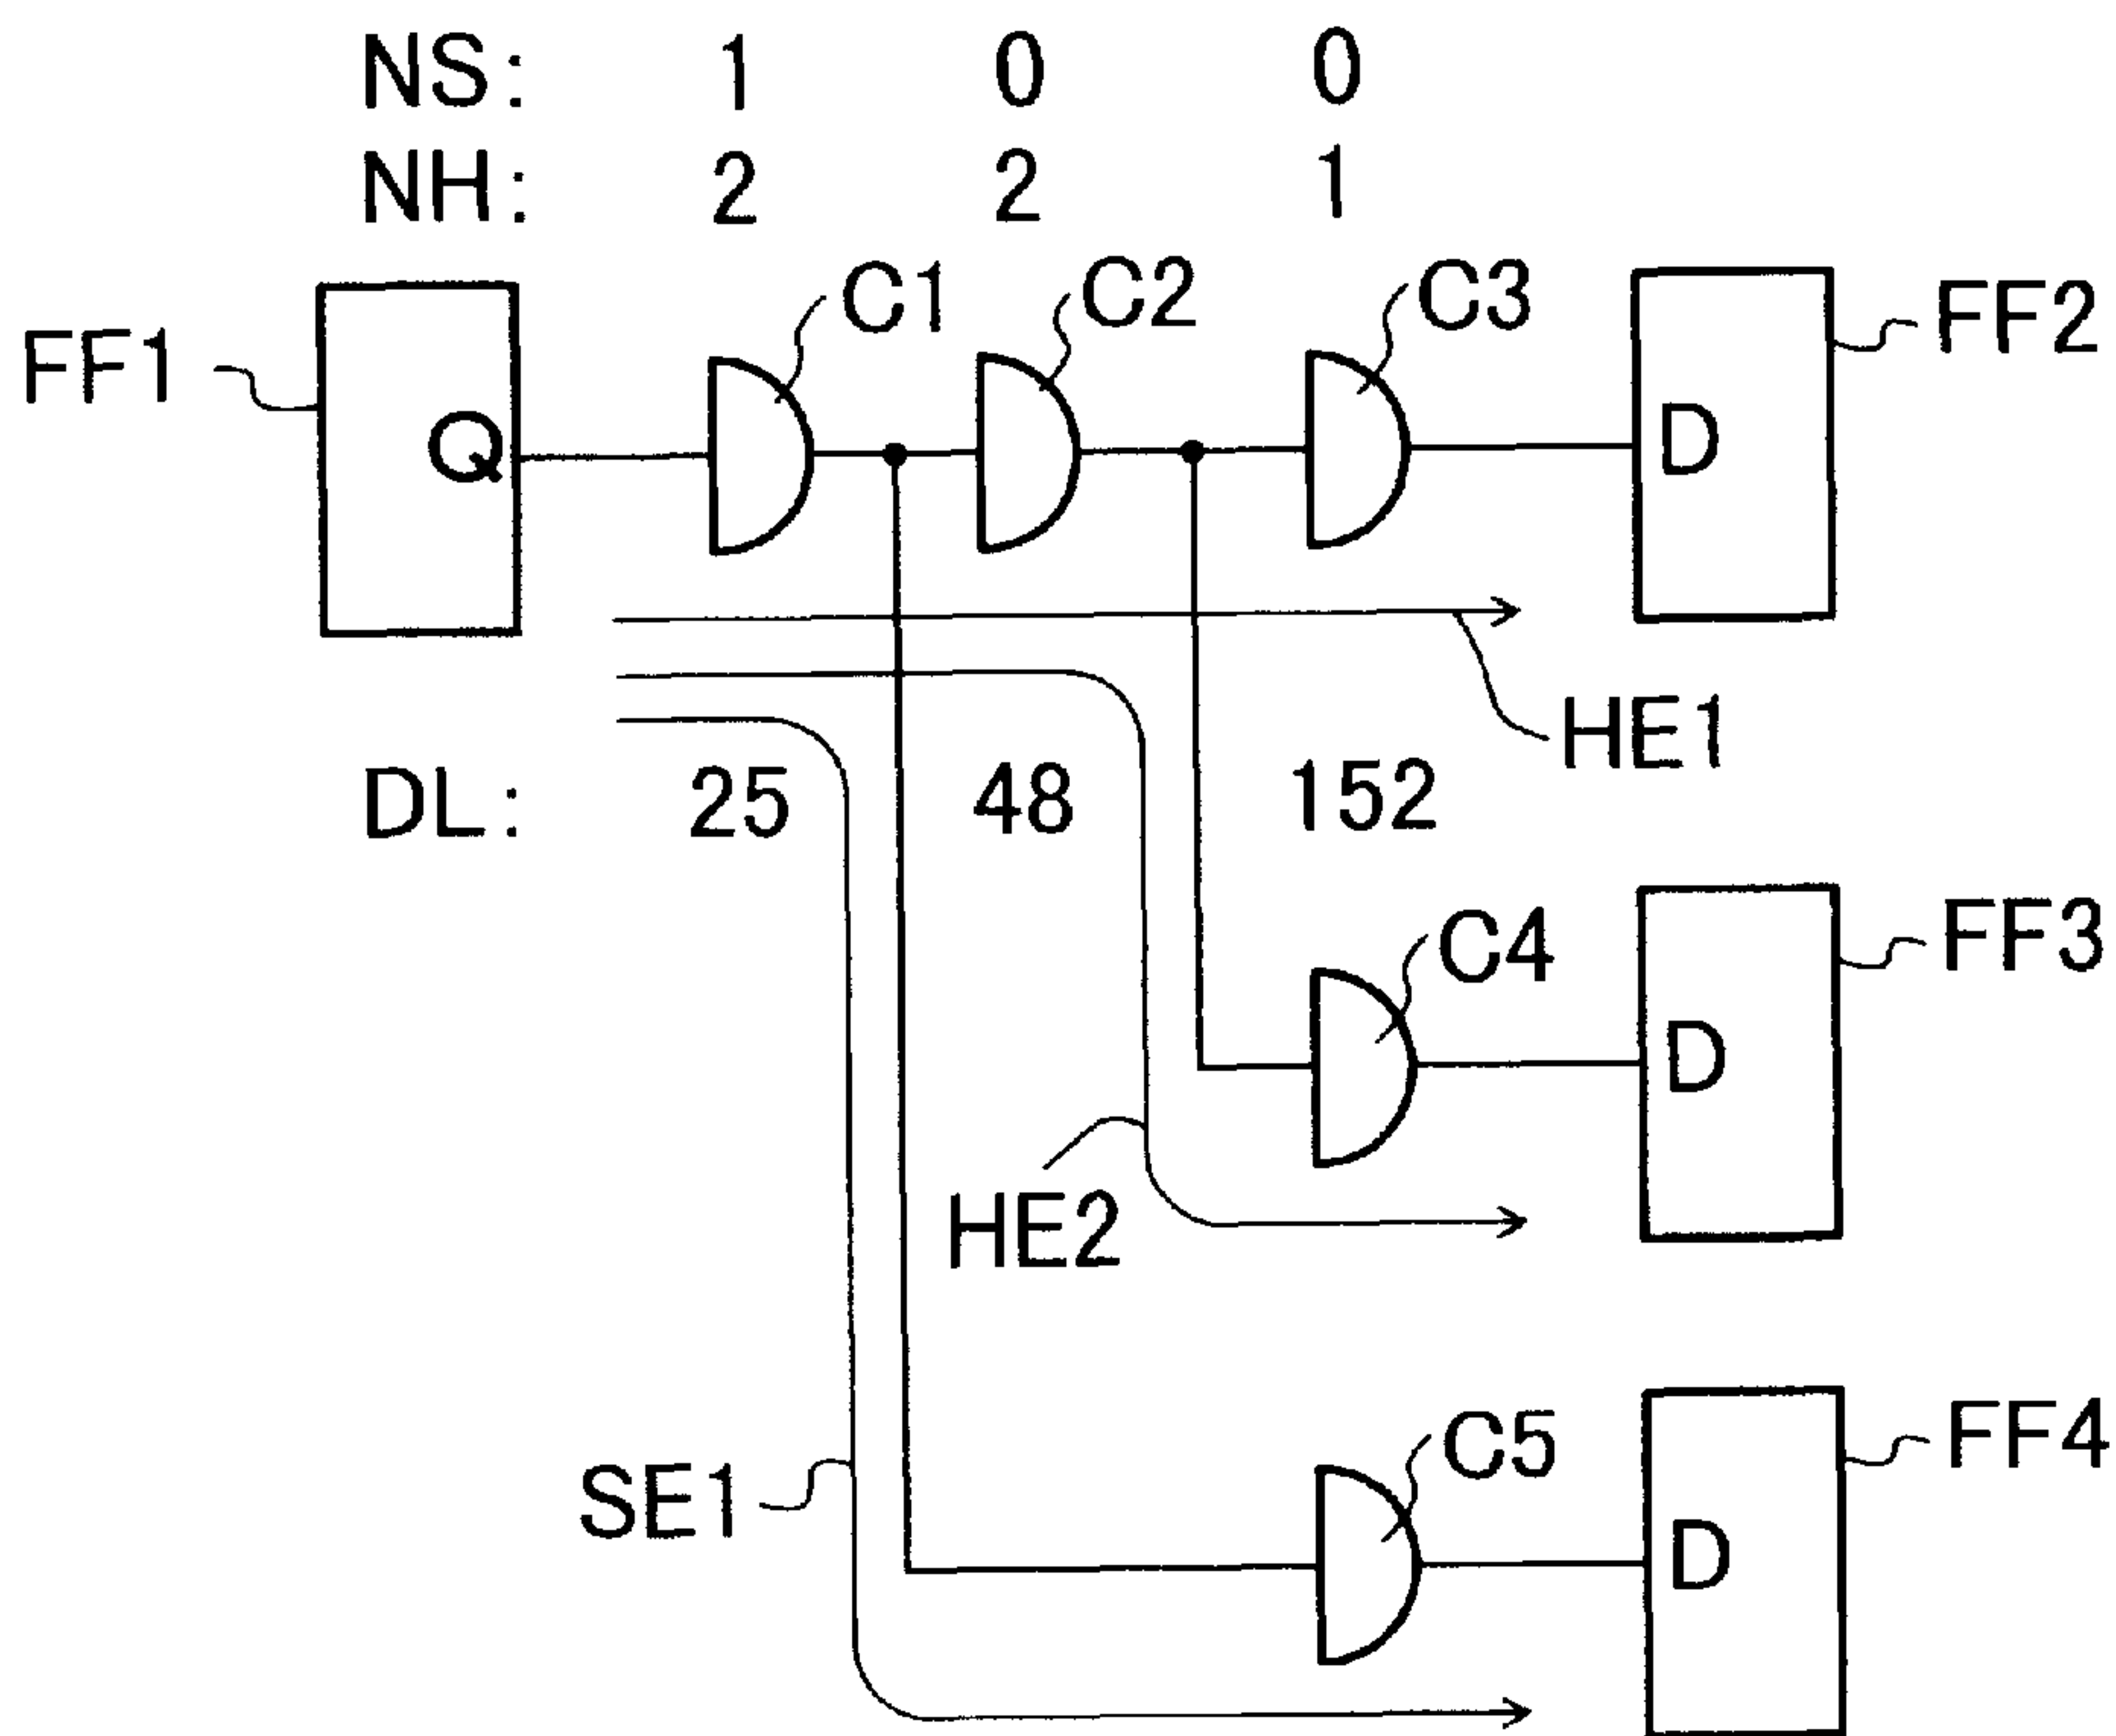 NS: 1 0 0
NH: 2 2 1
C1 C2 C3
FF1 FF2
Q D
HE1
DL: 25 48 152
C4 FF3
D
HE2
C5 FF4
SE1
D